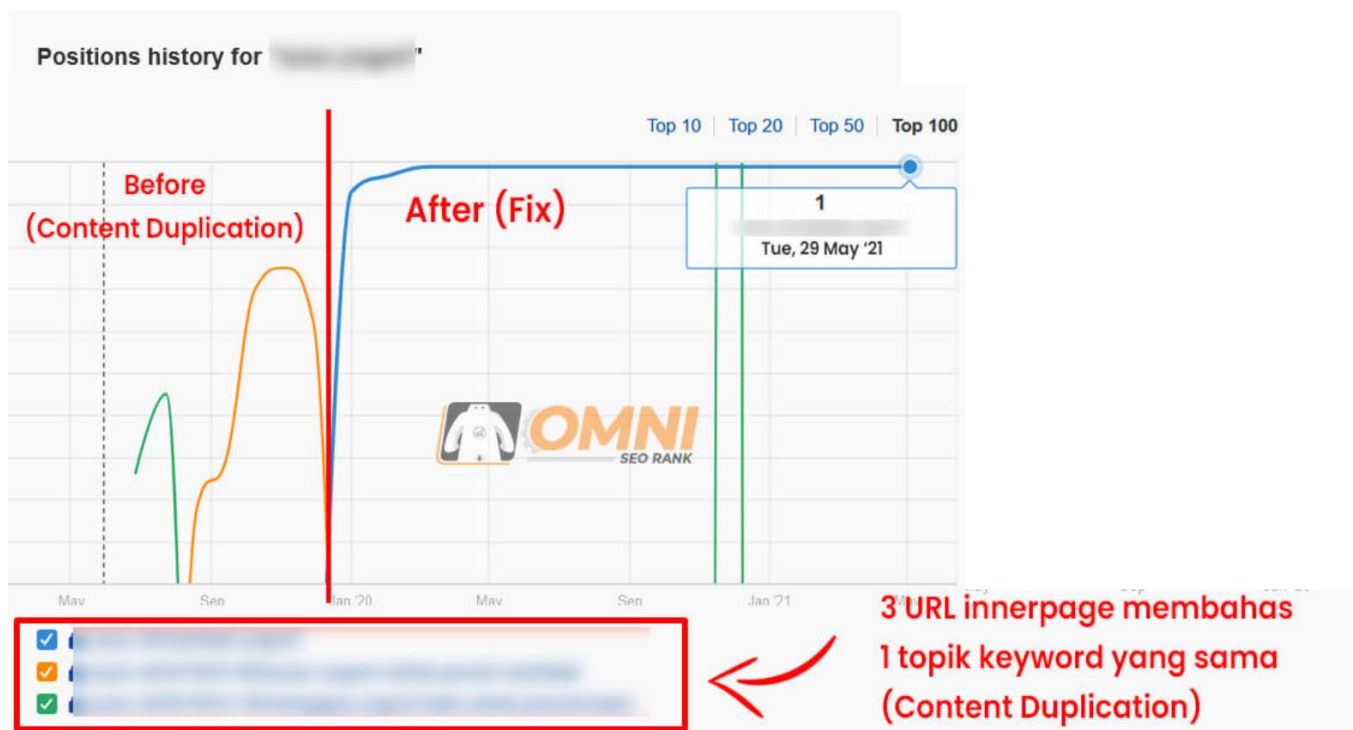 Positions history for "
"
Top 10 Top 20 Top 50 Top 100
Before
(Content Duplication)
After (Fix)
1
Tue, 29 May '21
OMNI
SEO RANK
May Sep Jan '20 May Sep Jan '21 May
3 URL innerpage membahas
1 topik keyword yang sama
(Content Duplication)